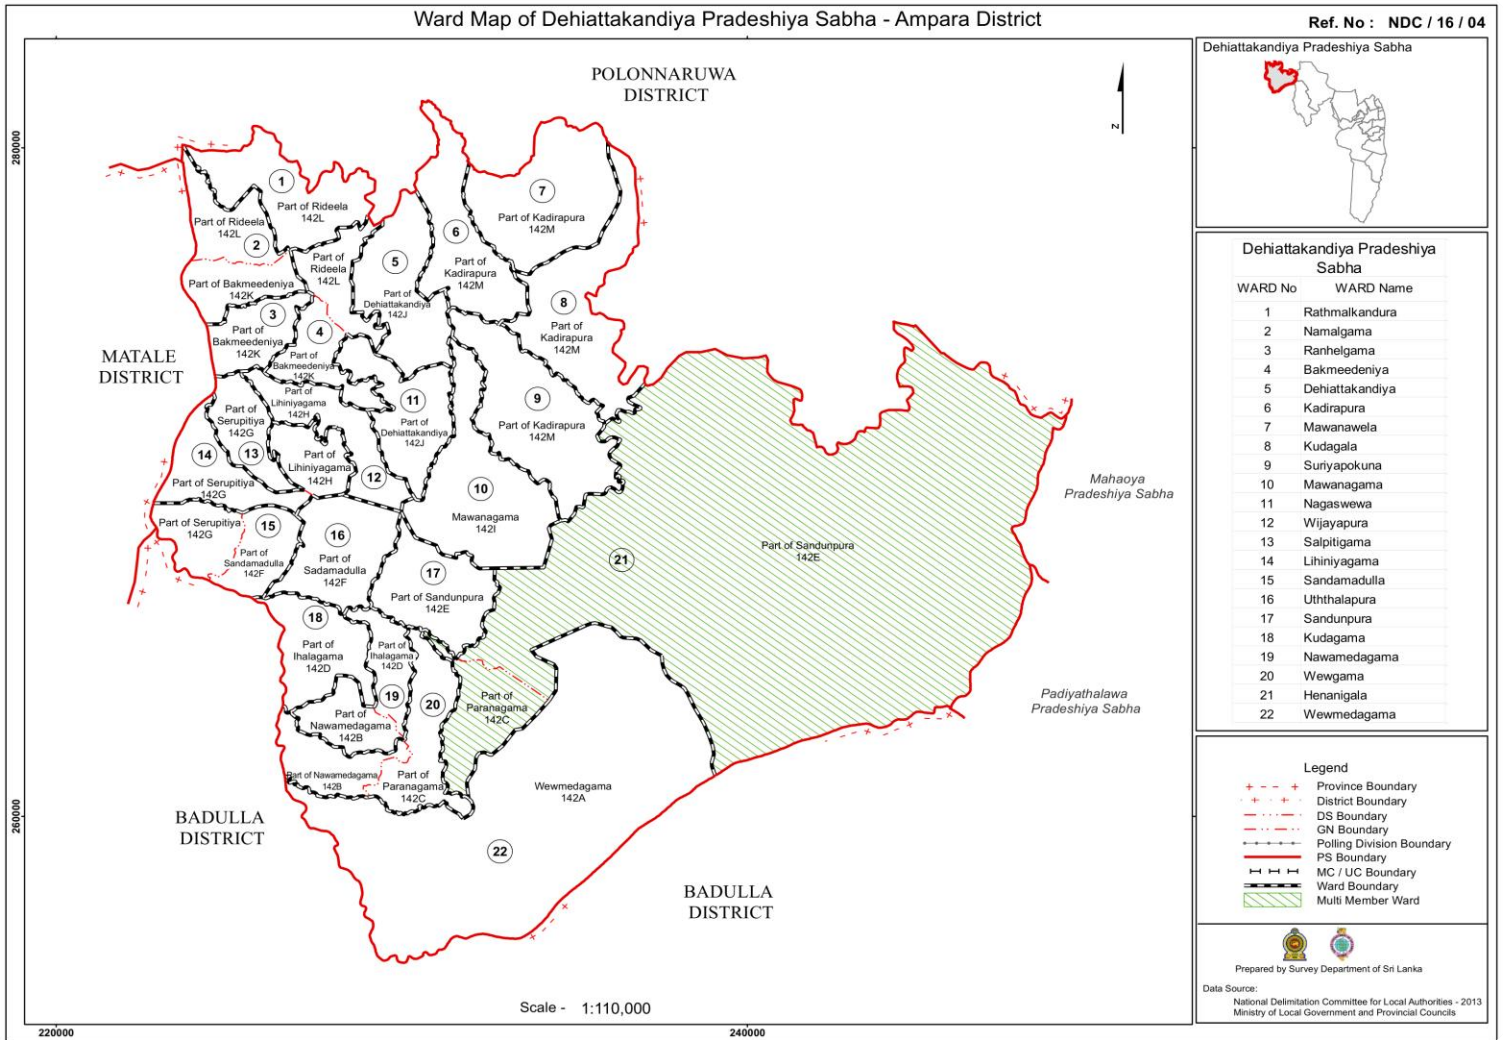 Ward Map of Dehiattakandiya Pradeshiya Sabha - Ampara District
Ref. No : NDC / 16 / 04
POLONNARUWA
DISTRICT
MATALE
DISTRICT
BADULLA
DISTRICT
BADULLA
DISTRICT
Mahaoya
Pradeshiya Sabha
Padiyathalawa
Pradeshiya Sabha
z
280000
260000
220000
240000
1
Part of Rideela
142L
Part of Rideela
142L
2
Part of
Rideela
142L
Part of Bakmeedeniya
142K
3
Part of
Bakmeedeniya
142K
4
Part of
Bakmeedeniya
142K
5
Part of
Dehiattakandiya
142J
6
Part of
Kadirapura
142M
7
Part of Kadirapura
142M
8
Part of
Kadirapura
142M
9
Part of Kadirapura
142M
10
Mawanagama
142I
11
Part of
Dehiattakandiya
142J
Part of
Lihiniyagama
142H
Part of
Lihiniyagama
142H
12
Part of
Serupitiya
142G
13
14
Part of Serupitiya
142G
Part of Serupitiya
142G
15
Part of
Sandamadulla
142F
16
Part of
Sadamadulla
142F
17
Part of Sandunpura
142E
18
Part of
Ihalagama
142D
Part of
Ihalagama
142D
19
Part of
Nawamedagama
142B
Part of Nawamedagama
142B
20
Part of
Paranagama
142C
Part of
Paranagama
142C
21
Part of Sandunpura
142E
Wewmedagama
142A
22
Scale - 1:110,000
Dehiattakandiya Pradeshiya Sabha
Dehiattakandiya Pradeshiya
Sabha
WARD No WARD Name
1 Rathmalkandura
2 Namalgama
3 Ranhelgama
4 Bakmeedeniya
5 Dehiattakandiya
6 Kadirapura
7 Mawanawela
8 Kudagala
9 Suriyapokuna
10 Mawanagama
11 Nagaswewa
12 Wijayapura
13 Salpitigama
14 Lihiniyagama
15 Sandamadulla
16 Uththalapura
17 Sandunpura
18 Kudagama
19 Nawamedagama
20 Wewgama
21 Henanigala
22 Wewmedagama
Legend
Province Boundary
District Boundary
DS Boundary
GN Boundary
Polling Division Boundary
PS Boundary
MC / UC Boundary
Ward Boundary
Multi Member Ward
Prepared by Survey Department of Sri Lanka
Data Source:
National Delimitation Committee for Local Authorities - 2013
Ministry of Local Government and Provincial Councils